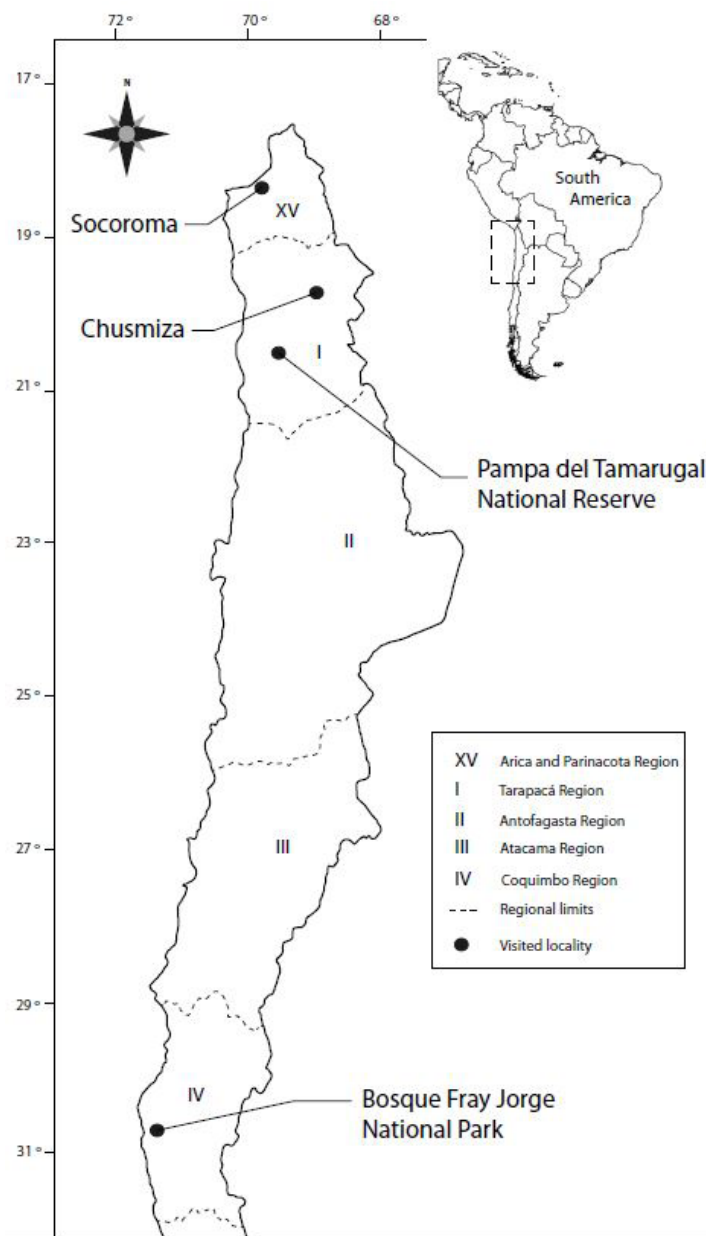 72° 70° 68°
17°
N
South
America
XV
Socoroma
19°
Chusmiza
I
21°
Pampa del Tamarugal
National Reserve
II
23°
25°
XV Arica and Parinacota Region
I Tarapacá Region
II Antofagasta Region
III Atacama Region
IV Coquimbo Region
Regional limits
Visited locality
III
27°
29°
IV
Bosque Fray Jorge
National Park
31°